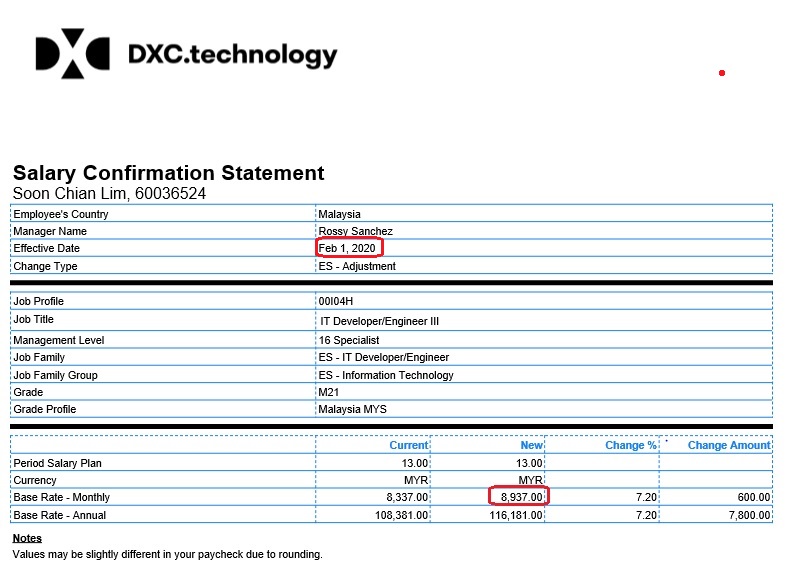 DXC.technology
Salary Confirmation Statement
Soon Chian Lim, 60036524
Employee's Country Malaysia
Manager Name Rossy Sanchez
Effective Date Feb 1, 2020
Change Type ES - Adjustment
Job Profile 00I04H
Job Title IT Developer/Engineer III
Management Level 16 Specialist
Job Family ES - IT Developer/Engineer
Job Family Group ES - Information Technology
Grade M21
Grade Profile Malaysia MYS
Current New Change % Change Amount
Period Salary Plan 13.00 13.00
Currency MYR MYR
Base Rate - Monthly 8,337.00 8,937.00 7.20 600.00
Base Rate - Annual 108,381.00 116,181.00 7.20 7,800.00
Notes
Values may be slightly different in your paycheck due to rounding.